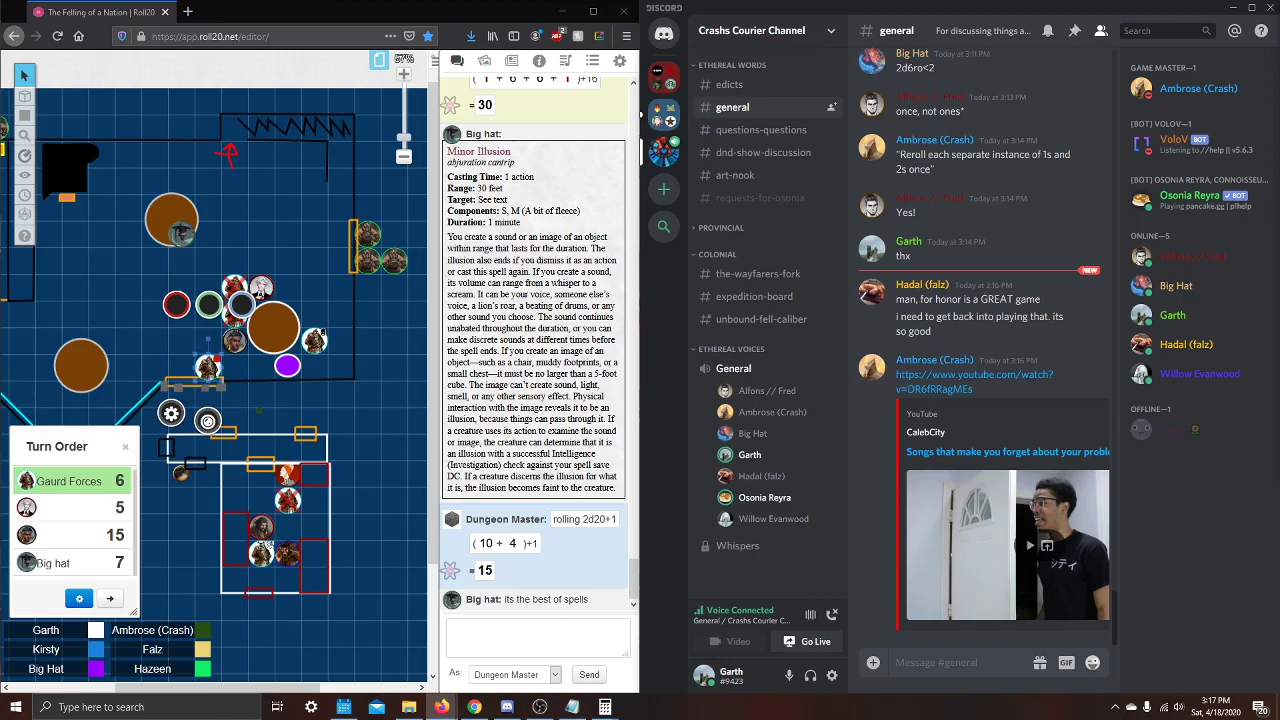 The Felling of a Nation | Roll20
https://app.roll20.net/editor/
67%
+16
= 30
Big hat:
Minor Illusion
abjuration cantrip
Casting Time: 1 action
Range: 30 feet
Target: See text
Components: S, M (A bit of fleece)
Duration: 1 minute
You create a sound or an image of an object
within range that lasts for the duration. The
illusion also ends if you dismiss it as an action
or cast this spell again. If you create a sound,
its volume can range from a whisper to a
scream. It can be your voice, someone else's
voice, a lion's roar, a beating of drums, or any
other sound you choose. The sound continues
unabated throughout the duration, or you can
make discrete sounds at different times before
the spell ends. If you create an image of an
object—such as a chair, muddy footprints, or a
small chest—it must be no larger than a 5-foot
cube. The image can't create sound, light,
smell, or any other sensory effect. Physical
interaction with the image reveals it to be an
illusion, because things can pass through it. If
a creature uses its action to examine the sound
or image, the creature can determine that it is
an illusion with a successful Intelligence
(Investigation) check against your spell save
DC. If a creature discerns the illusion for what
it is, the illusion becomes faint to the creature.
Dungeon Master: rolling 2d20+1
( 10 + 4 )+1
= 15
Big hat: its the best of spells
As: Dungeon Master Send
Turn Order
Gaurd Forces 6
5
15
Big hat 7
Garth Ambrose (Crash)
Kirsty Falz
Big Hat Hazeen
DISCORD
Crashs Courier Channel
ETHEREAL WORDS
edicts
general
questions-questions
dnd-show-discussion
art-nook
requests-for-osonia
PROVINCIAL
COLONIAL
the-wayfarers-fork
expedition-board
unbound-fell-caliber
ETHEREAL VOICES
General
Alfons // Fred
Ambrose (Crash)
Big Hat
Garth
Hadal (falz)
Osonia Reyra
Willow Evanwood
Whispers
Voice Connected
General / Crashs Courier C...
Video Go Live
Garth
#9423
# general For discussing things a... Search
Big Hat Today at 3:11 PM
2d6ro<2
Alfons // Fred Today at 3:13 PM
once, not ones*
Ambrose (Crash) Today at 3:14 PM
"Reroll each separate instance of 1s and
2s once"
Alfons // Fred Today at 3:14 PM
Yes!
Garth Today at 3:14 PM
thx
NEW
Hadal (falz) Today at 3:16 PM
man, for honor is a GREAT game
i need to get back into playing that. its
so good
Ambrose (Crash) Today at 3:16 PM
https://www.youtube.com/watch?
v=DR6fRRagMEs
YouTube
CalebCity
Songs that make you forget about your proble
Message #general
GIF
GAME MASTER—1
Ambrose (Crash)
[BOT] VOLOV—1
VoloV BOT
Listening to //help || v5.6.3
[BOT] OSONIA REYRA, CONNOISSEU...
Osonia Reyra BOT
Playing pancake.gg | p!help
ONLINE—5
Alfons // Fred
Big Hat
Garth
Hadal (falz)
Willow Evanwood
OFFLINE—1
Type here to search
3:17 PM
Sat, 4/18/2020